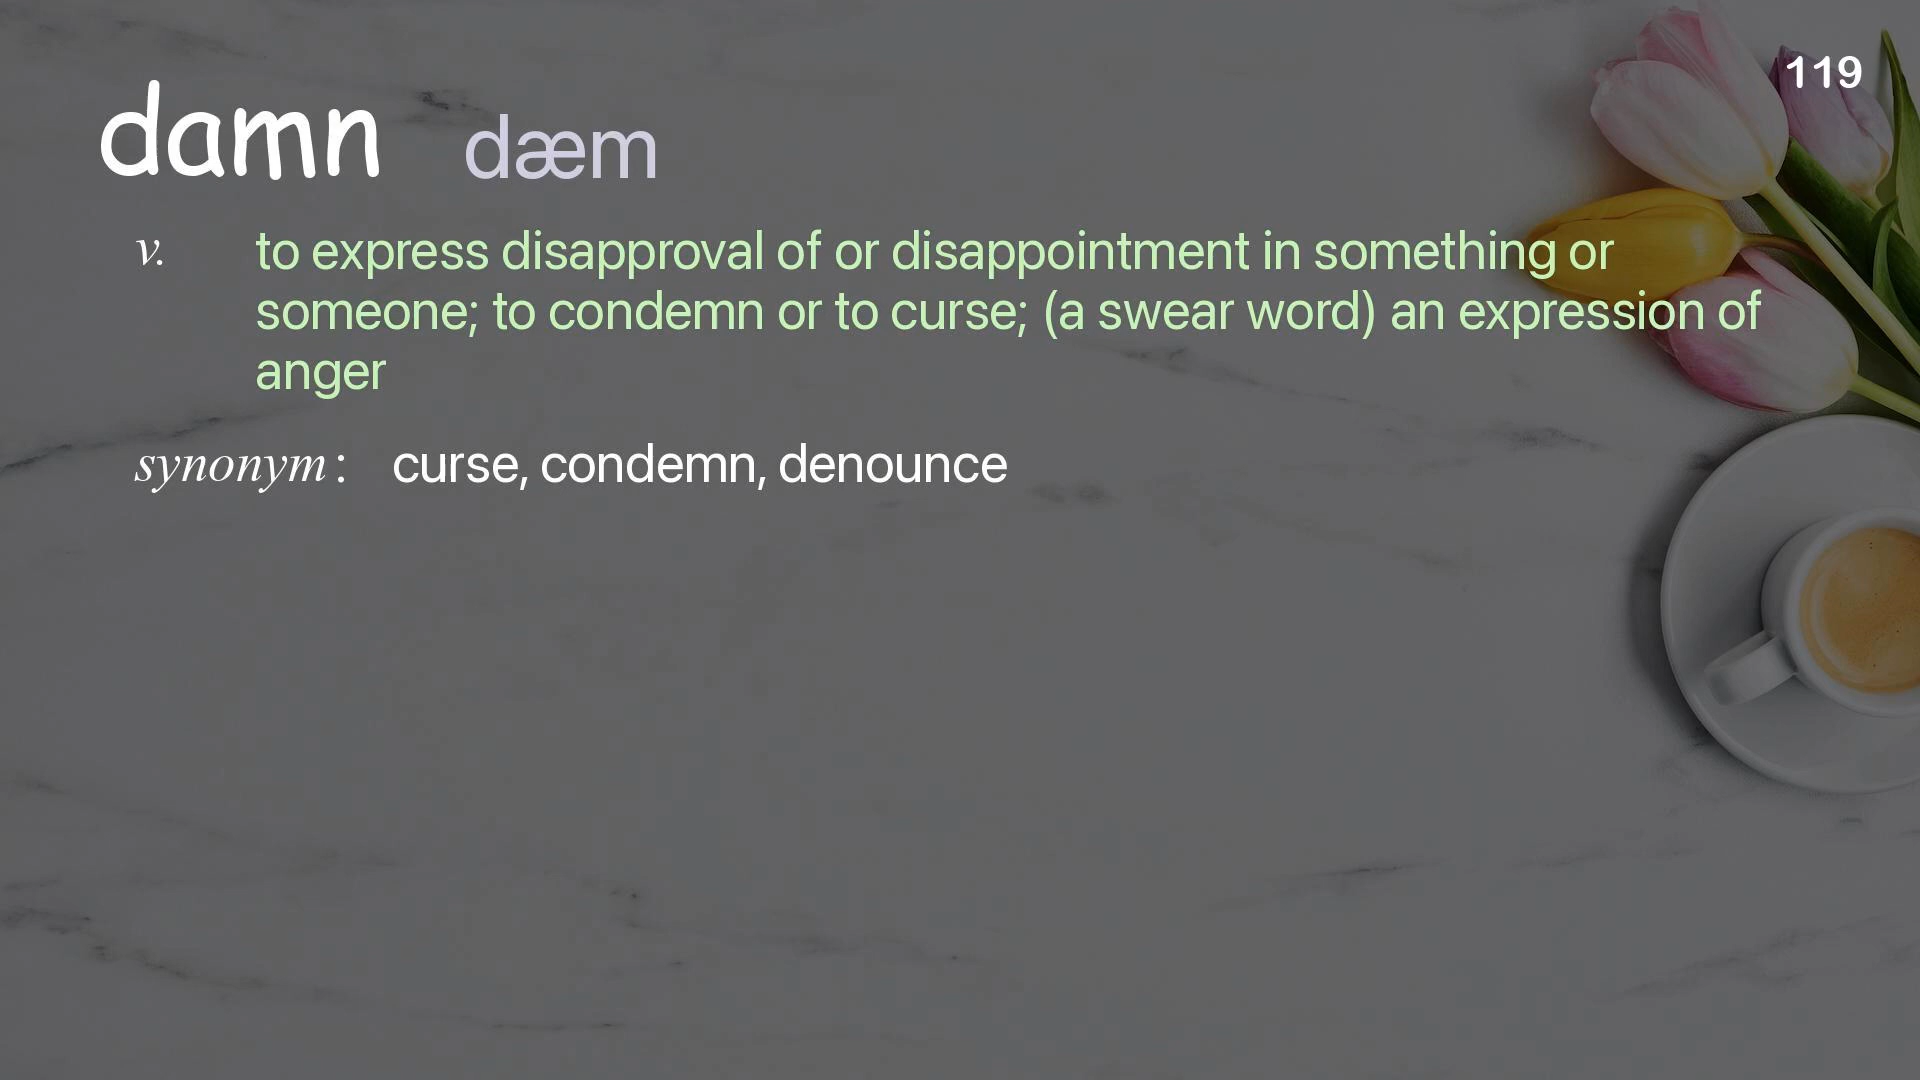 119
damn dæm
v. to express disapproval of or disappointment in something or
someone; to condemn or to curse; (a swear word) an expression of
anger
synonym : curse, condemn, denounce